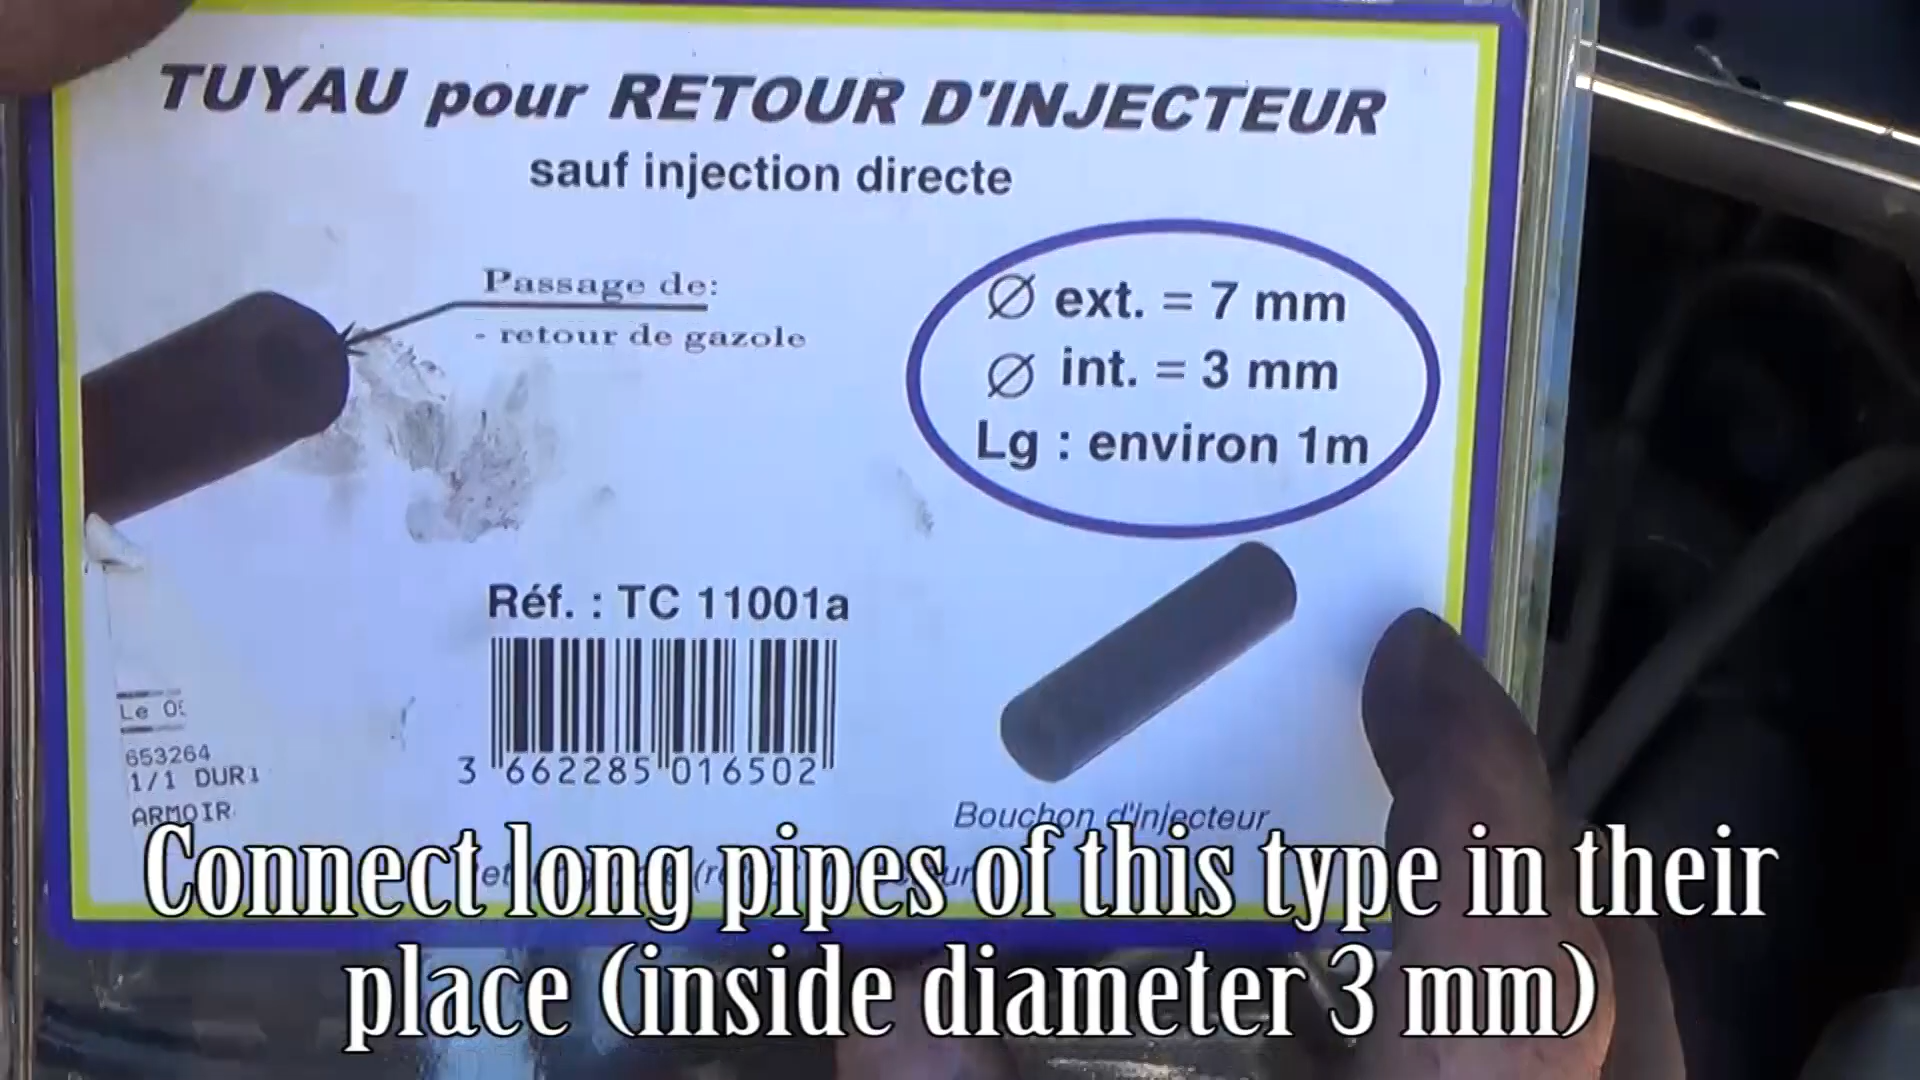 TUYAU pour RETOUR D'INJECTEUR
sauf injection directe
Passage de:
- retour de gazole
Ø ext. = 7 mm
Ø int. = 3 mm
Lg : environ 1m
Réf. : TC 11001a
3 662285 016502
Le
653264
1/1
ARMOIR
Bouchon d'injecteur
Connect long pipes of this type in their
place (inside diameter 3 mm)